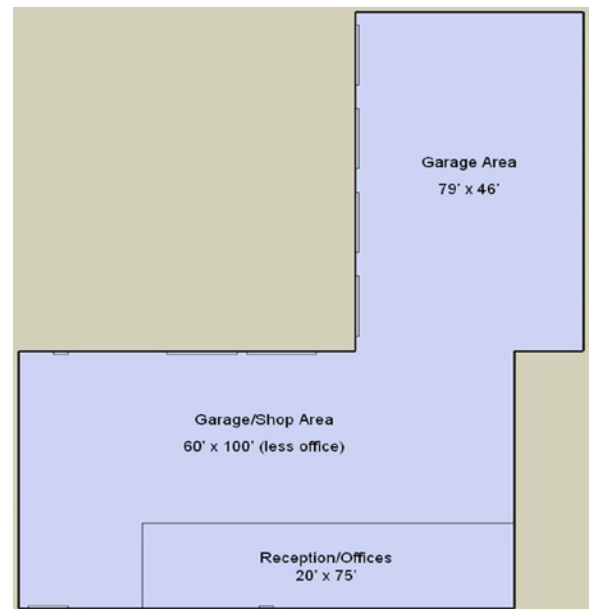 Garage Area
79' x 46'
Garage/Shop Area
60' x 100' (less office)
Reception/Offices
20' x 75'